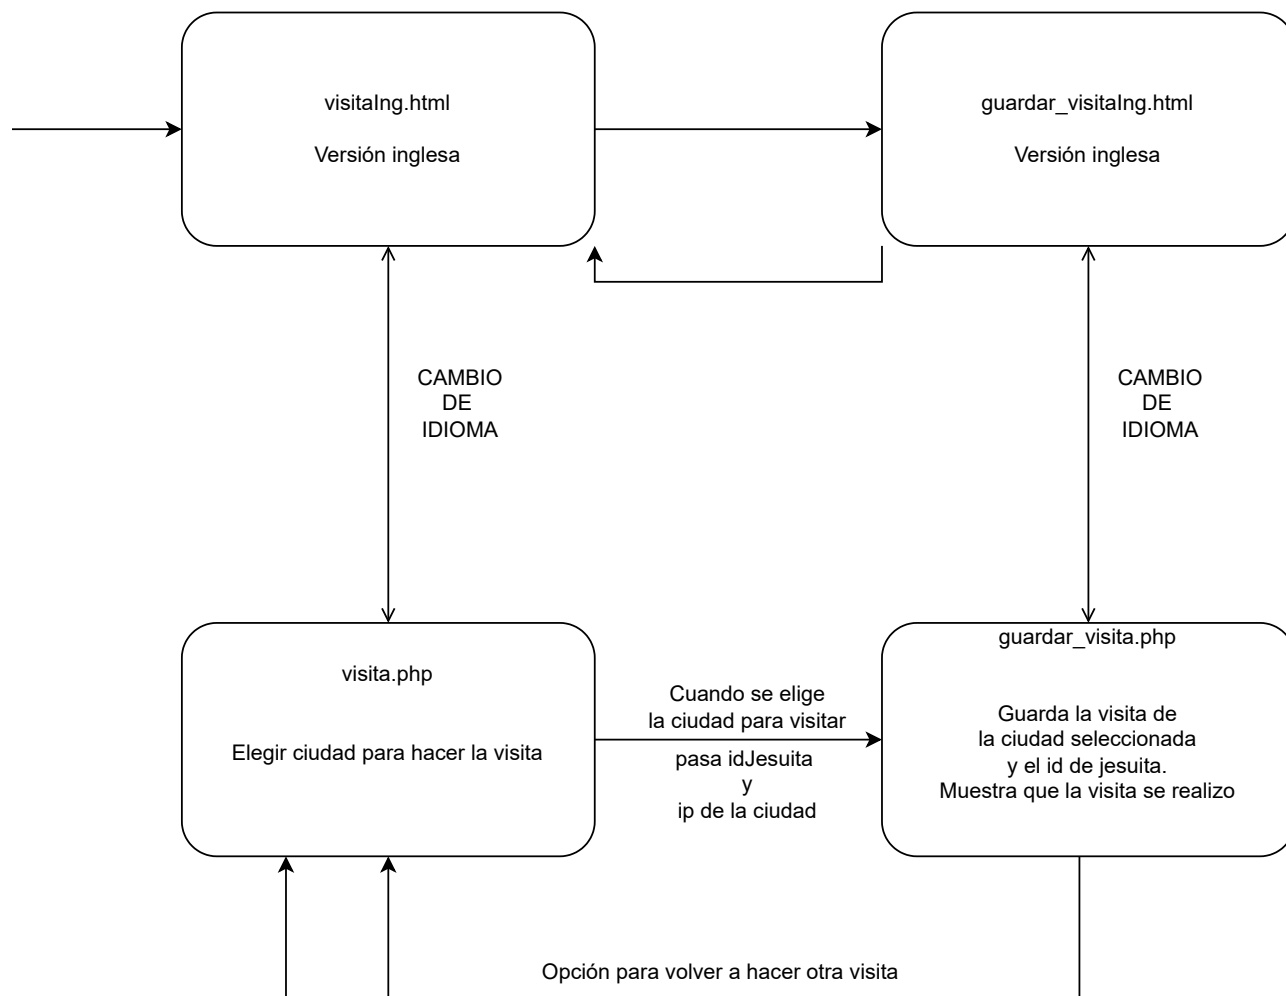 visitaIng.html
Versión inglesa
guardar_visitaIng.html
Versión inglesa
CAMBIO
DE
IDIOMA
CAMBIO
DE
IDIOMA
visita.php
Elegir ciudad para hacer la visita
Cuando se elige
la ciudad para visitar
pasa idJesuita
y
ip de la ciudad
guardar_visita.php
Guarda la visita de
la ciudad seleccionada
y el id de jesuita.
Muestra que la visita se realizo
Opción para volver a hacer otra visita